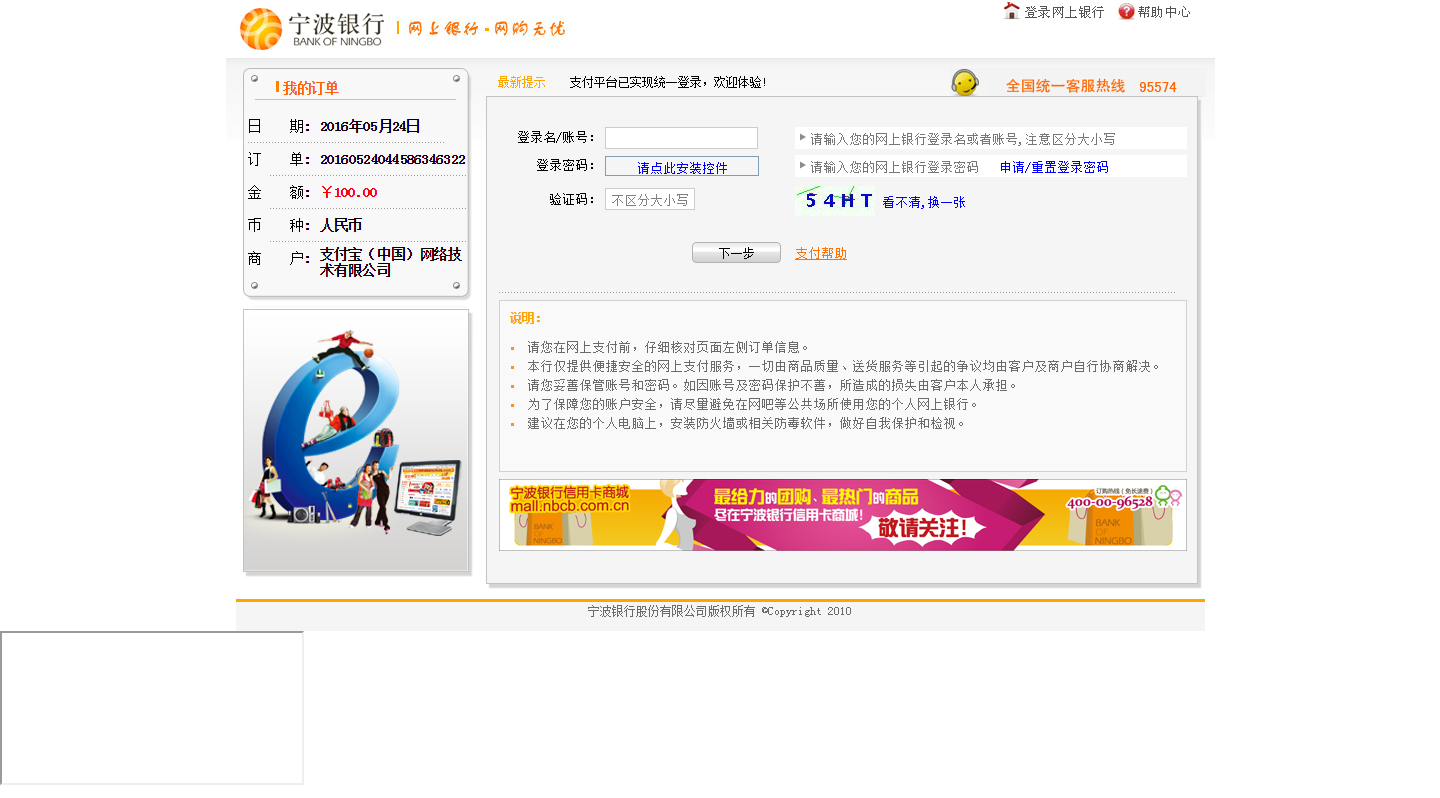 宁波银行
BANK OF NINGBO
网上银行-网购无忧
登录网上银行 帮助中心
我的订单
日 期： 2016年05月24日
订 单： 20160524044586346322
金 额： ￥100.00
币 种： 人民币
商 户： 支付宝（中国）网络技
术有限公司
最新提示 支付平台已实现统一登录，欢迎体验!
全国统一客服热线 95574
登录名/账号： 请输入您的网上银行登录名或者账号,注意区分大小写
登录密码： 请点此安装控件 请输入您的网上银行登录密码 申请/重置登录密码
验证码： 不区分大小写 54HT 看不清,换一张
下一步 支付帮助
说明：
请您在网上支付前，仔细核对页面左侧订单信息。
本行仅提供便捷安全的网上支付服务，一切由商品质量、送货服务等引起的争议均由客户及商户自行协商解决。
请您妥善保管账号和密码。如因账号及密码保护不善，所造成的损失由客户本人承担。
为了保障您的账户安全，请尽量避免在网吧等公共场所使用您的个人网上银行。
建议在您的个人电脑上，安装防火墙或相关防毒软件，做好自我保护和检视。
宁波银行信用卡商城
mall.nbcb.com.cn
BANK
OF
NINGBO
最给力的团购、最热门的商品
尽在宁波银行信用卡商城!
敬请关注!
订购热线（免长途费）
400-00-96528
BANK
OF
NINGBO
宁波银行股份有限公司版权所有 ©Copyright 2010